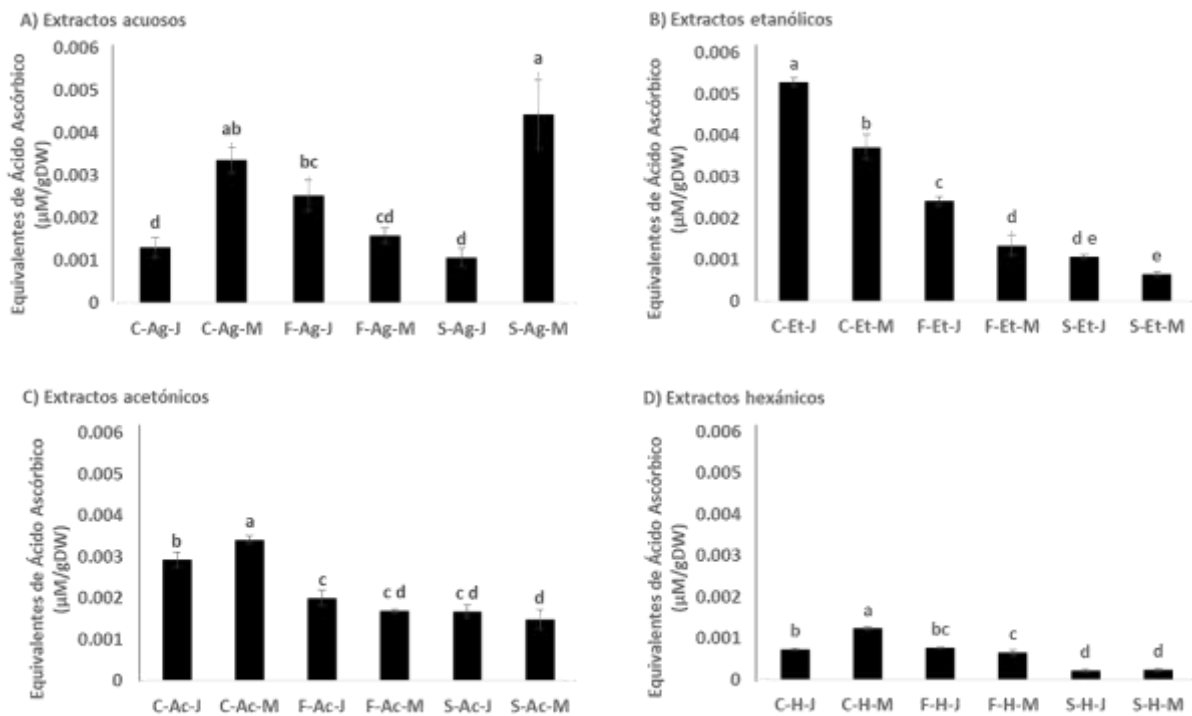 A) Extractos acuosos
Equivalentes de Ácido Ascórbico
(µM/gDW)
0.006
0.005
0.004
0.003
0.002
0.001
0
d
ab
bc
cd
d
a
C-Ag-J
C-Ag-M
F-Ag-J
F-Ag-M
S-Ag-J
S-Ag-M
B) Extractos etanólicos
Equivalentes de Ácido Ascórbico
(µM/gDW)
0.006
0.005
0.004
0.003
0.002
0.001
0
a
b
c
d
d e
e
C-Et-J
C-Et-M
F-Et-J
F-Et-M
S-Et-J
S-Et-M
C) Extractos acetónicos
Equivalentes de Ácido Ascórbico
(µM/gDW)
0.006
0.005
0.004
0.003
0.002
0.001
0
b
a
c
c d
c d
d
C-Ac-J
C-Ac-M
F-Ac-J
F-Ac-M
S-Ac-J
S-Ac-M
D) Extractos hexánicos
Equivalentes de Ácido Ascórbico
(µM/gDW)
0.006
0.005
0.004
0.003
0.002
0.001
0
b
a
bc
c
d
d
C-H-J
C-H-M
F-H-J
F-H-M
S-H-J
S-H-M